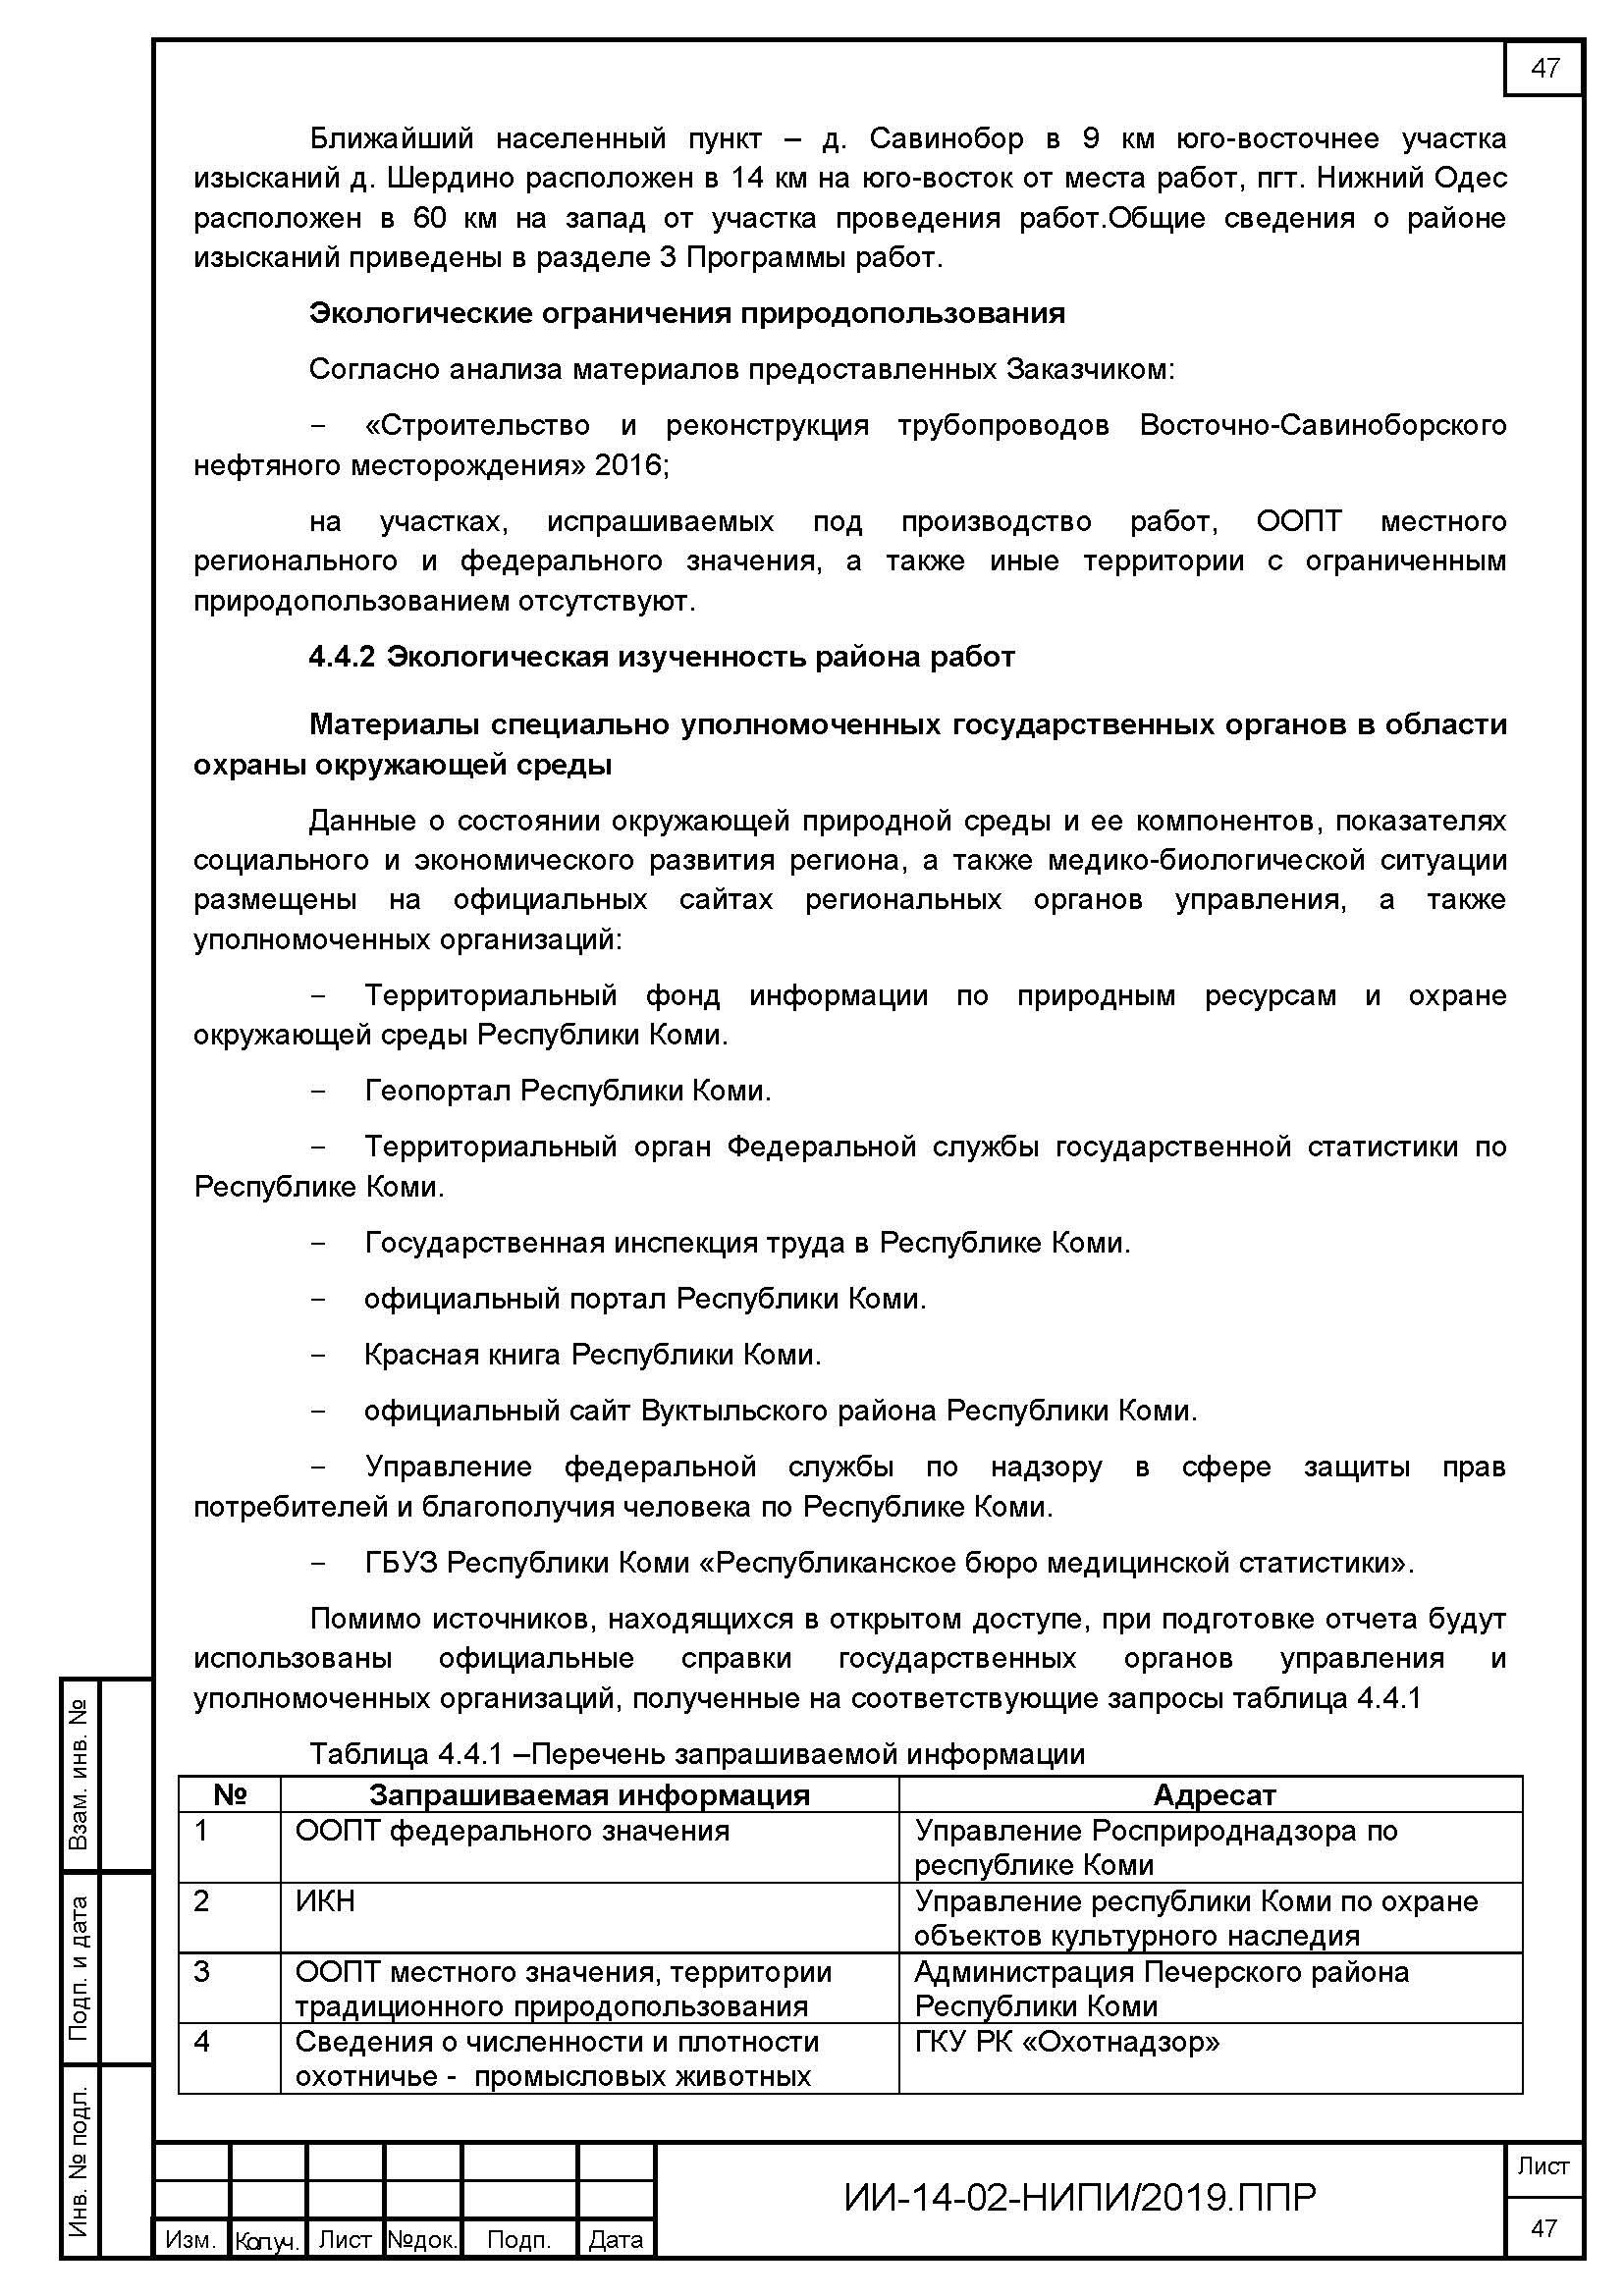 47
Ближайший населенный пункт – д. Савинобор в 9 км юго-восточнее участка
изысканий д. Шердино расположен в 14 км на юго-восток от места работ, пгт. Нижний Одес
расположен в 60 км на запад от участка проведения работ.Общие сведения о районе
изысканий приведены в разделе 3 Программы работ.
Экологические ограничения природопользования
Согласно анализа материалов предоставленных Заказчиком:
− «Строительство и реконструкция трубопроводов Восточно-Савиноборского
нефтяного месторождения» 2016;
на участках, испрашиваемых под производство работ, ООПТ местного
регионального и федерального значения, а также иные территории с ограниченным
природопользованием отсутствуют.
4.4.2 Экологическая изученность района работ
Материалы специально уполномоченных государственных органов в области
охраны окружающей среды
Данные о состоянии окружающей природной среды и ее компонентов, показателях
социального и экономического развития региона, а также медико-биологической ситуации
размещены на официальных сайтах региональных органов управления, а также
уполномоченных организаций:
− Территориальный фонд информации по природным ресурсам и охране
окружающей среды Республики Коми.
− Геопортал Республики Коми.
− Территориальный орган Федеральной службы государственной статистики по
Республике Коми.
− Государственная инспекция труда в Республике Коми.
− официальный портал Республики Коми.
− Красная книга Республики Коми.
− официальный сайт Вуктыльского района Республики Коми.
− Управление федеральной службы по надзору в сфере защиты прав
потребителей и благополучия человека по Республике Коми.
− ГБУЗ Республики Коми «Республиканское бюро медицинской статистики».
Помимо источников, находящихся в открытом доступе, при подготовке отчета будут
использованы официальные справки государственных органов управления и
уполномоченных организаций, полученные на соответствующие запросы таблица 4.4.1
Таблица 4.4.1 –Перечень запрашиваемой информации
№ Запрашиваемая информация Адресат
1 ООПТ федерального значения Управление Росприроднадзора по
республике Коми
2 ИКН Управление республики Коми по охране
объектов культурного наследия
3 ООПТ местного значения, территории Администрация Печерского района
традиционного природопользования Республики Коми
4 Сведения о численности и плотности ГКУ РК «Охотнадзор»
охотничье - промысловых животных
Взам. инв. №
Подп. и дата
Инв. № подл.
Изм. Кол.уч. Лист №док. Подп. Дата
ИИ-14-02-НИПИ/2019.ППР
Лист
47